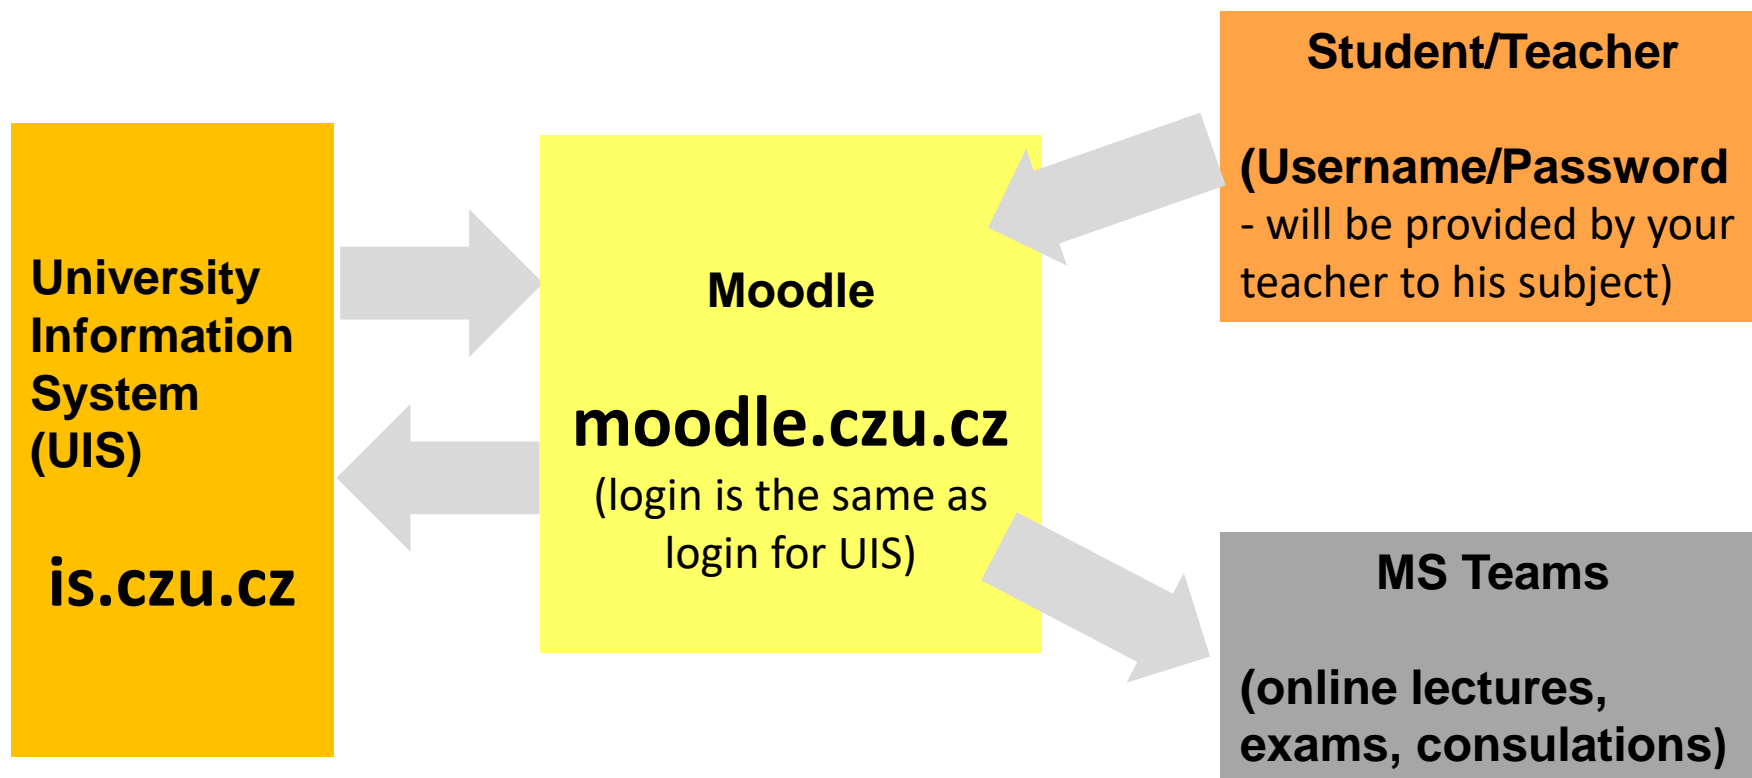 University
Information
System
(UIS)
is.czu.cz
Moodle
moodle.czu.cz
(login is the same as
login for UIS)
Student/Teacher
(Username/Password
- will be provided by your
teacher to his subject)
MS Teams
(online lectures,
exams, consulations)